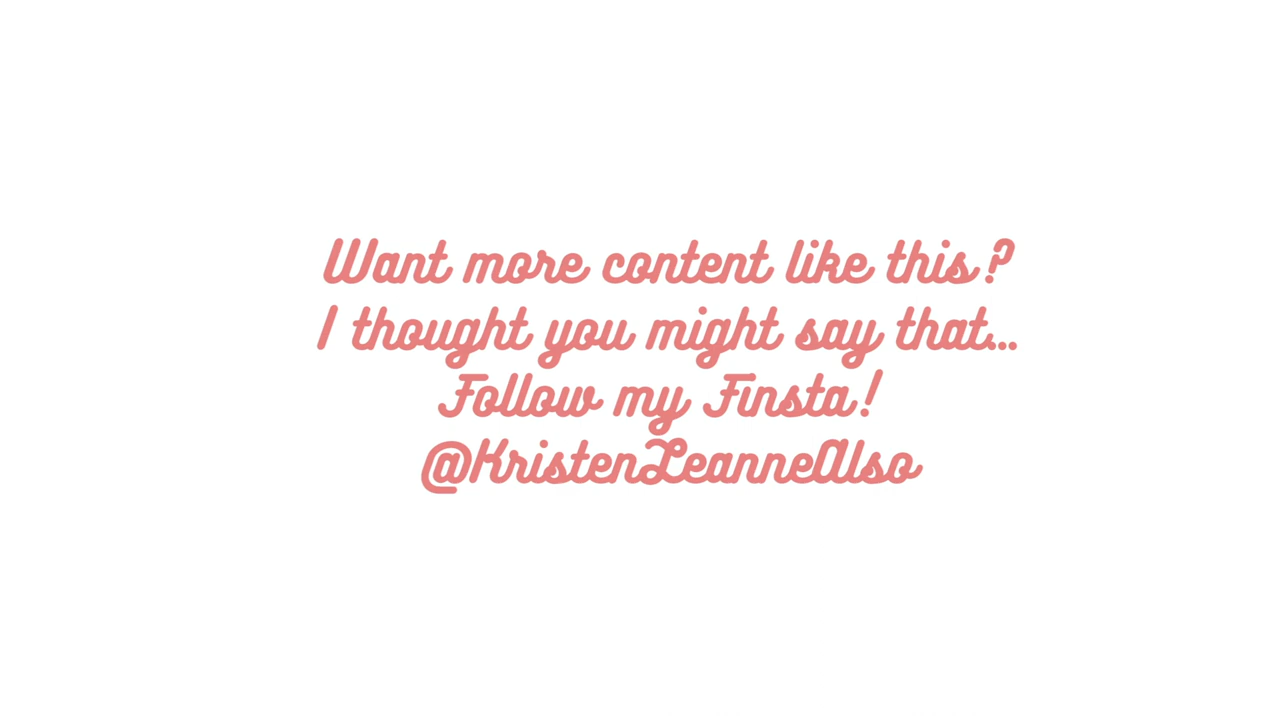 Want more content like this?
I thought you might say that...
Follow my Finsta!
@KristenLeanneAlso